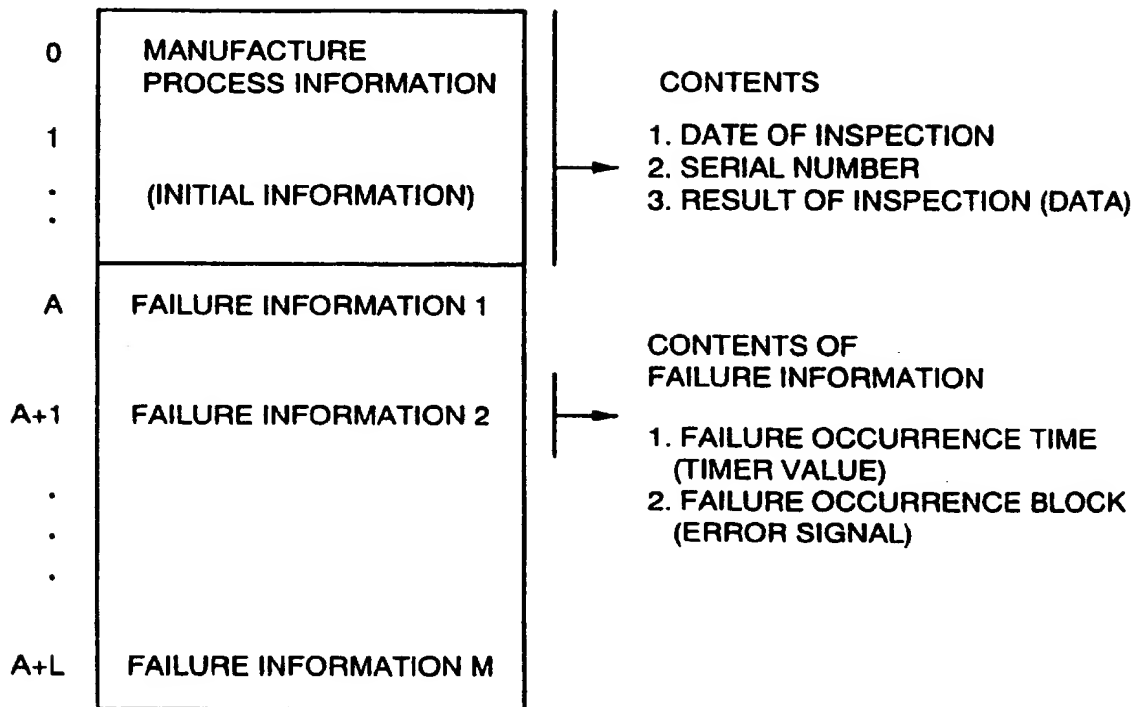 0
MANUFACTURE
PROCESS INFORMATION
1
.
.
(INITIAL INFORMATION)
CONTENTS
1. DATE OF INSPECTION
2. SERIAL NUMBER
3. RESULT OF INSPECTION (DATA)
A
FAILURE INFORMATION 1
A+1
FAILURE INFORMATION 2
.
.
.
CONTENTS OF
FAILURE INFORMATION
1. FAILURE OCCURRENCE TIME
(TIMER VALUE)
2. FAILURE OCCURRENCE BLOCK
(ERROR SIGNAL)
A+L
FAILURE INFORMATION M